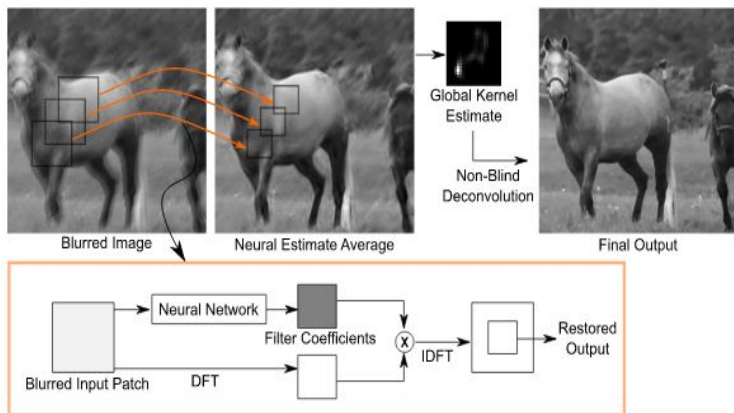 Global Kernel
Estimate
Non-Blind
Deconvolution
Blurred Image
Neural Estimate Average
Final Output
Neural Network
Filter Coefficients
X
IDFT
Restored
Output
Blurred Input Patch
DFT